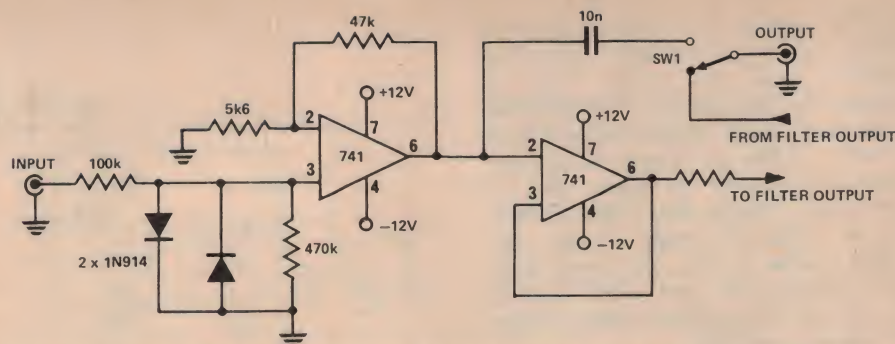 47k
10n
OUTPUT
SW1
+12V
+12V
5k6
2
7
741
6
2
7
741
6
FROM FILTER OUTPUT
INPUT
100k
3
4
3
4
TO FILTER OUTPUT
−12V
−12V
470k
2 x 1N914